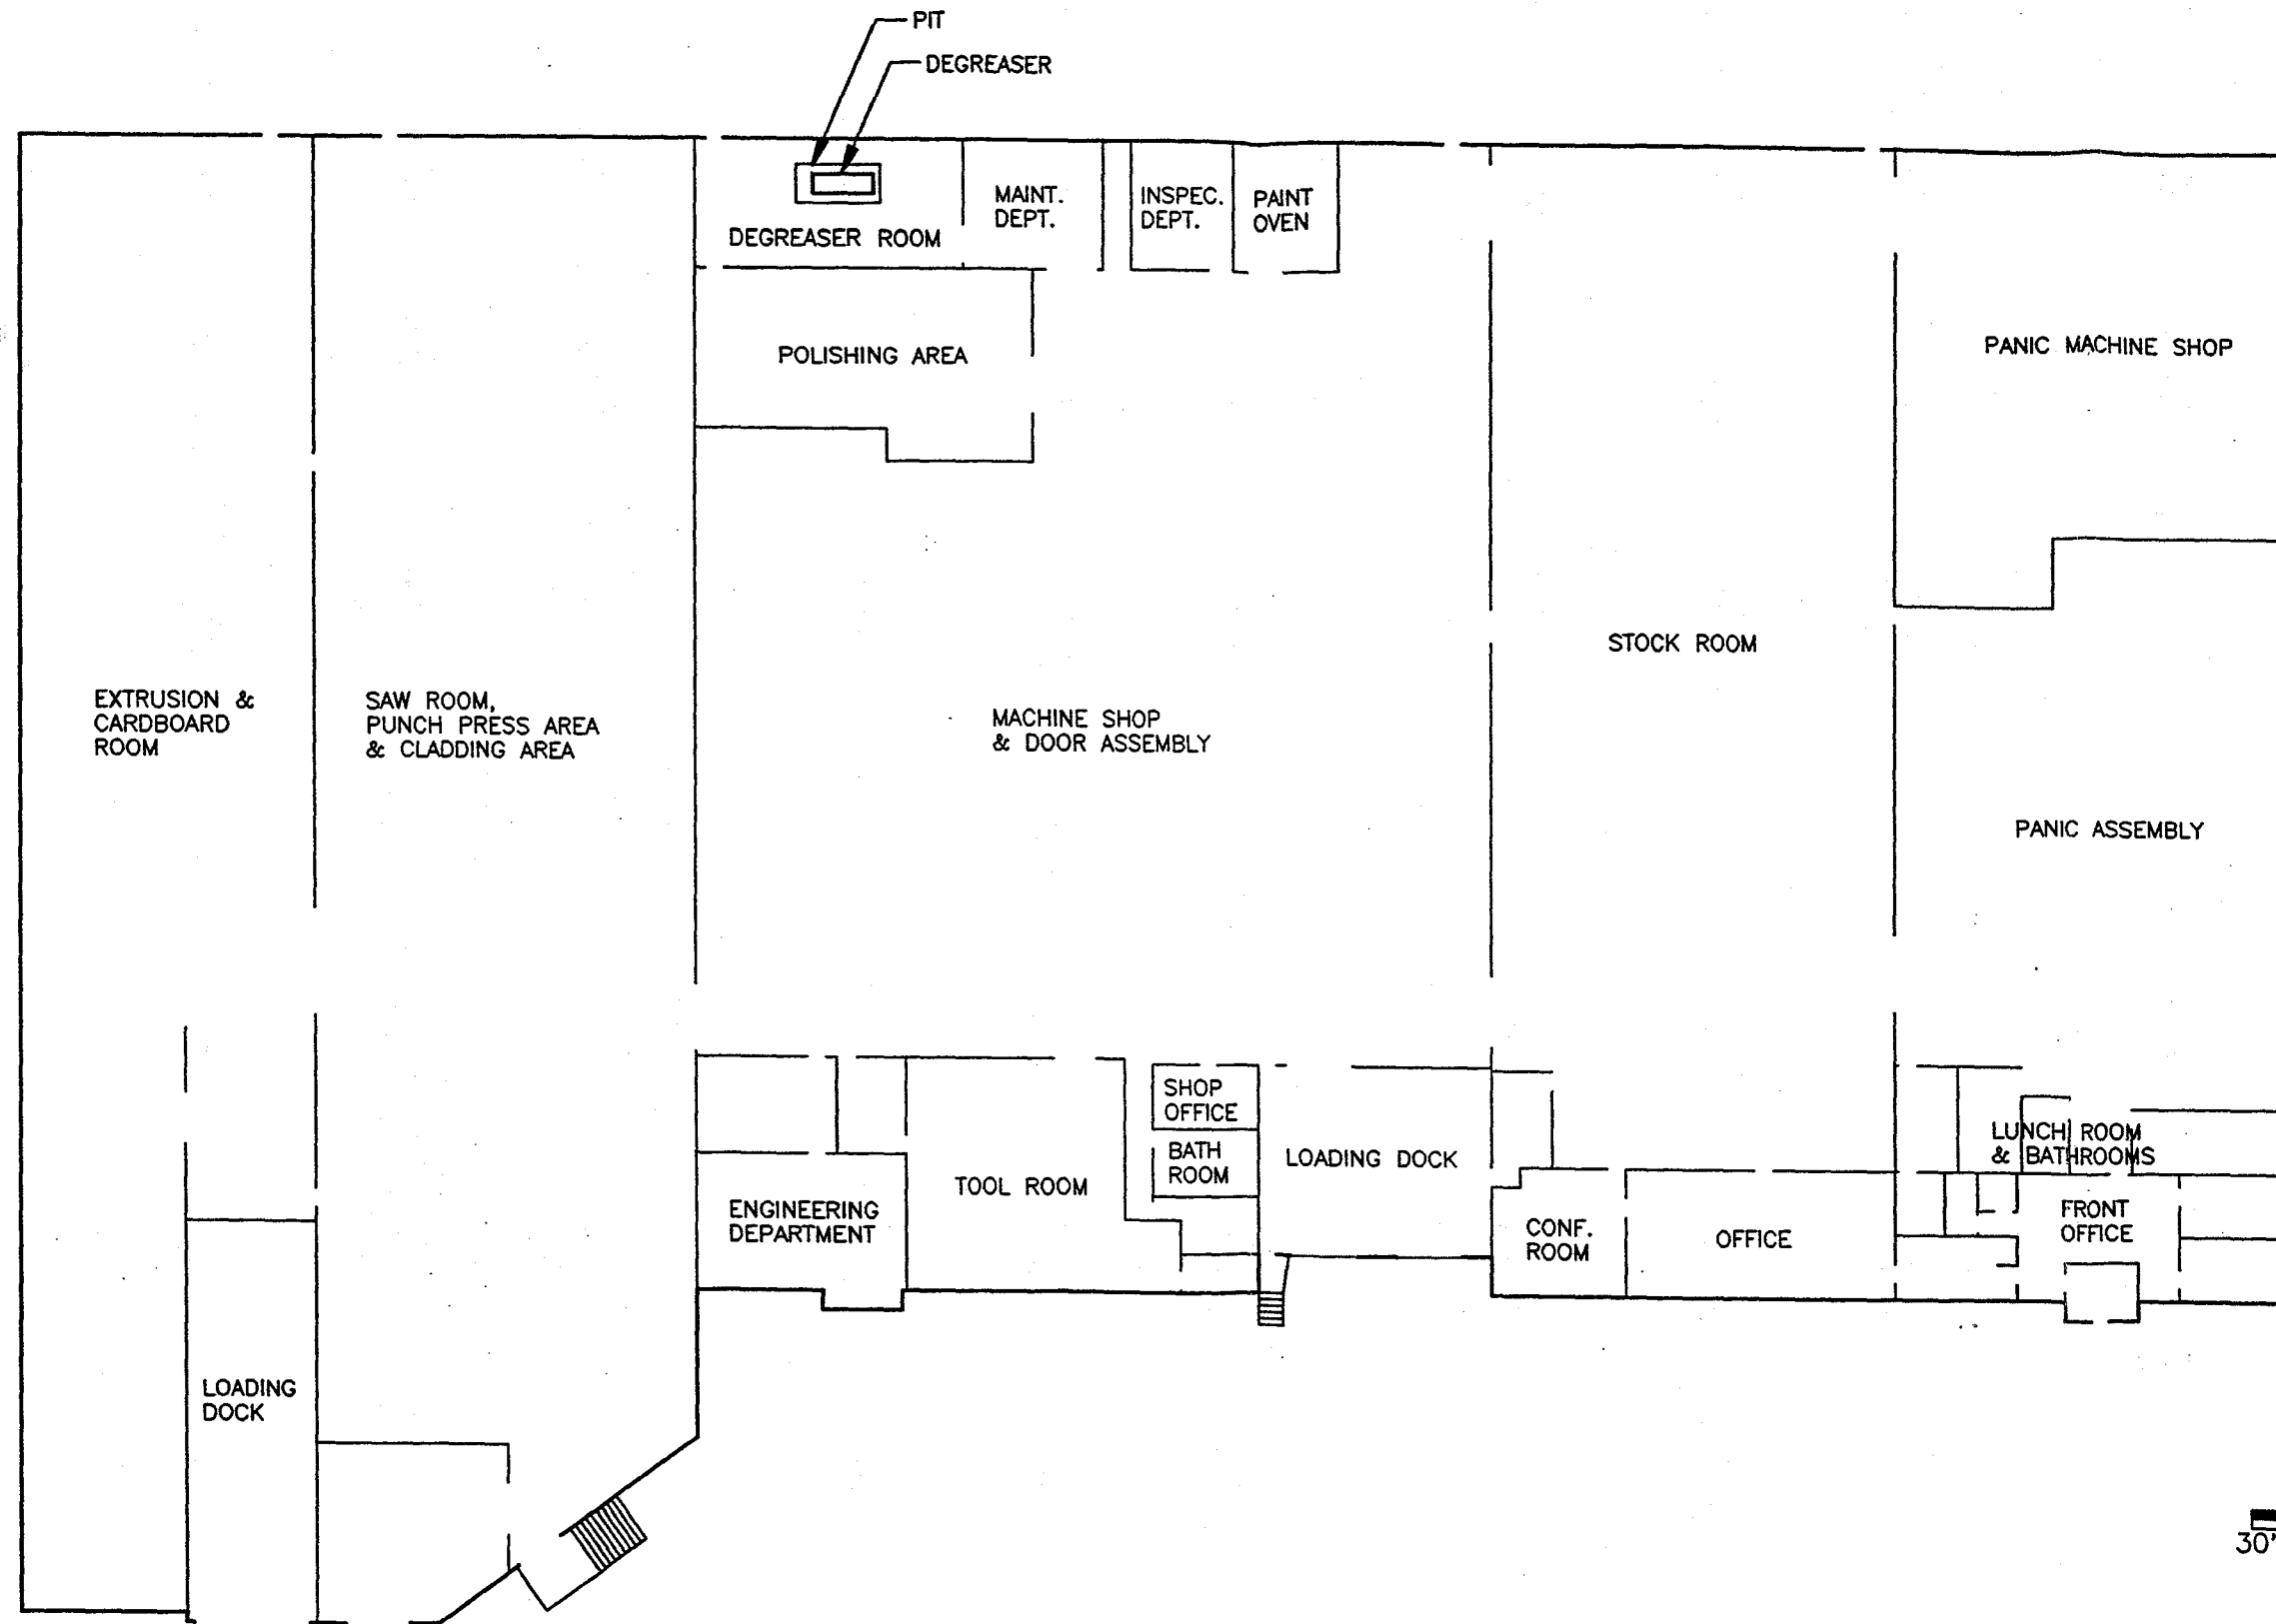 PIT
DEGREASER
MAINT.
DEPT.
INSPEC.
DEPT.
PAINT
OVEN
DEGREASER ROOM
POLISHING AREA
PANIC MACHINE SHOP
STOCK ROOM
EXTRUSION &
CARDBOARD
ROOM
SAW ROOM,
PUNCH PRESS AREA
& CLADDING AREA
MACHINE SHOP
& DOOR ASSEMBLY
PANIC ASSEMBLY
SHOP
OFFICE
BATH
ROOM
LOADING DOCK
TOOL ROOM
ENGINEERING
DEPARTMENT
CONF.
ROOM
OFFICE
LUNCH ROOM
& BATHROOMS
FRONT
OFFICE
LOADING
DOCK
30'